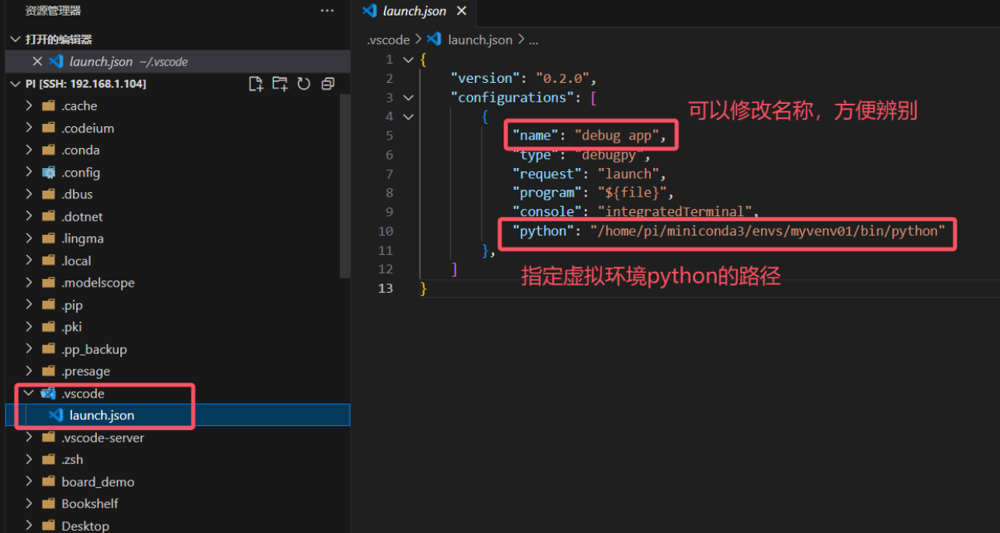 资源管理器
...
打开的编辑器
launch.json ~/.vscode
PI [SSH: 192.168.1.104]
.cache
.codeium
.conda
.config
.dbus
.dotnet
.lingma
.local
.modelscope
.pip
.pki
.pp_backup
.presage
.vscode
launch.json
.vscode-server
.zsh
board_demo
Bookshelf
Desktop
launch.json
.vscode > launch.json > ...
1 {
2 "version": "0.2.0",
3 "configurations": [
4 {
可以修改名称，方便辨别
5 "name": "debug app",
6 "type": "debugpy",
7 "request": "launch",
8 "program": "${file}",
9 "console": "integratedTerminal",
10 "python": "/home/pi/miniconda3/envs/myvenv01/bin/python"
11 },
12 ]
指定虚拟环境python的路径
13 }